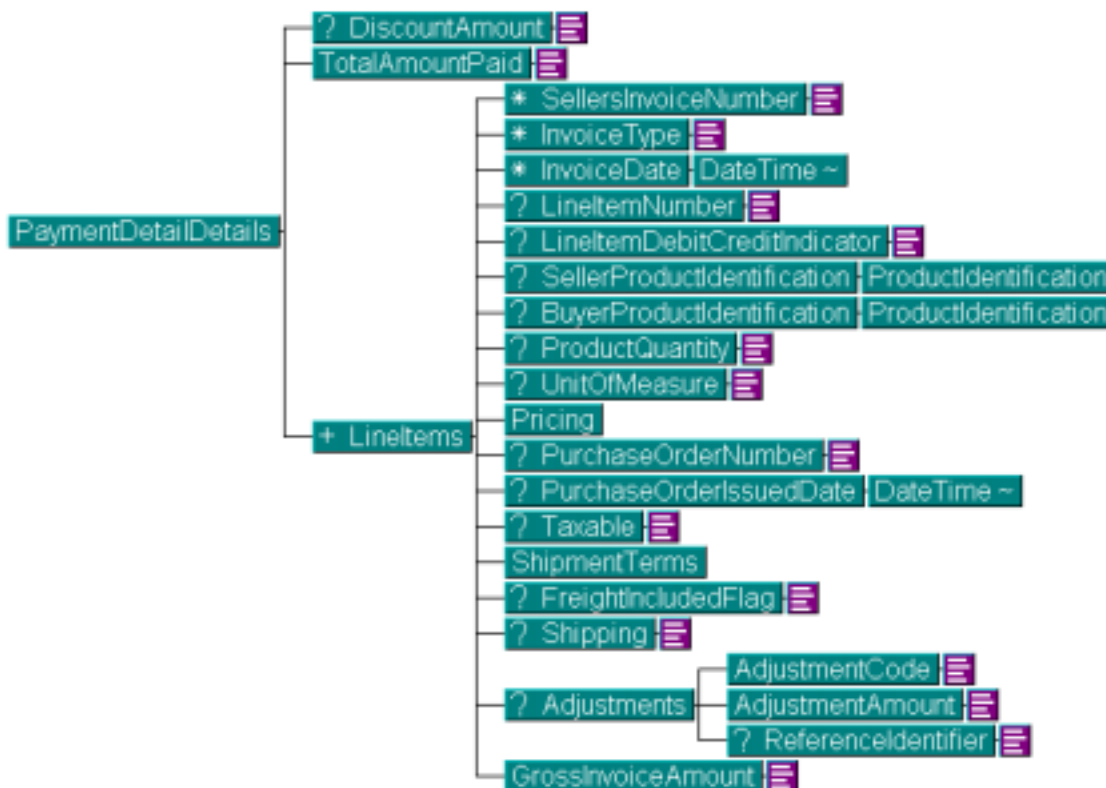 ? DiscountAmount
TotalAmountPaid
* SellersInvoiceNumber
* InvoiceType
* InvoiceDate DateTime ~
PaymentDetailDetails
? LineItemNumber
? LineItemDebitCreditIndicator
? SellerProductIdentification ProductIdentification
? BuyerProductIdentification ProductIdentification
? ProductQuantity
? UnitOfMeasure
Pricing
+ LineItems
? PurchaseOrderNumber
? PurchaseOrderIssuedDate DateTime ~
? Taxable
ShipmentTerms
? FreightIncludedFlag
? Shipping
AdjustmentCode
? Adjustments AdjustmentAmount
? ReferenceIdentifier
GrossInvoiceAmount